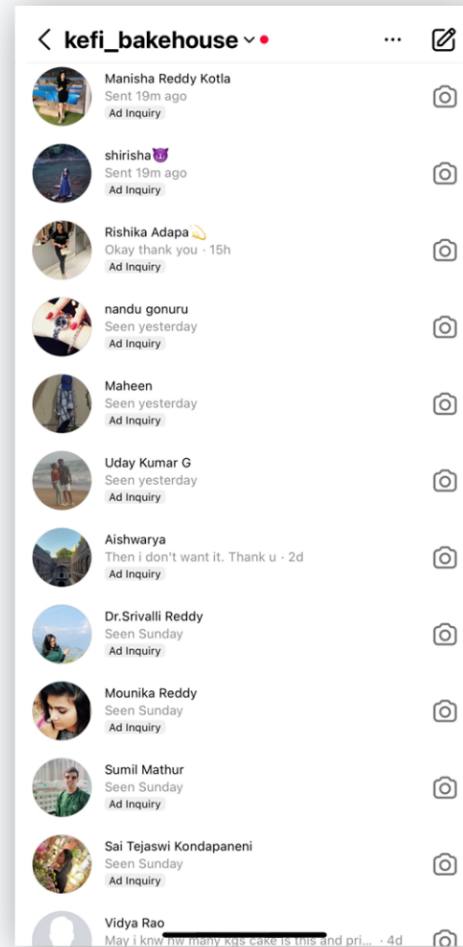 kefi_bakehouse
Manisha Reddy Kotla
Sent 19m ago
Ad Inquiry
shirisha😈
Sent 19m ago
Ad Inquiry
Rishika Adapa💫
Okay thank you · 15h
Ad Inquiry
nandu gonuru
Seen yesterday
Ad Inquiry
Maheen
Seen yesterday
Ad Inquiry
Uday Kumar G
Seen yesterday
Ad Inquiry
Aishwarya
Then i don't want it. Thank u · 2d
Ad Inquiry
Dr.Srivalli Reddy
Seen Sunday
Ad Inquiry
Mounika Reddy
Seen Sunday
Ad Inquiry
Sumil Mathur
Seen Sunday
Ad Inquiry
Sai Tejaswi Kondapaneni
Seen Sunday
Ad Inquiry
Vidya Rao
May i knw hw many kgs cake is this and pri... · 4d